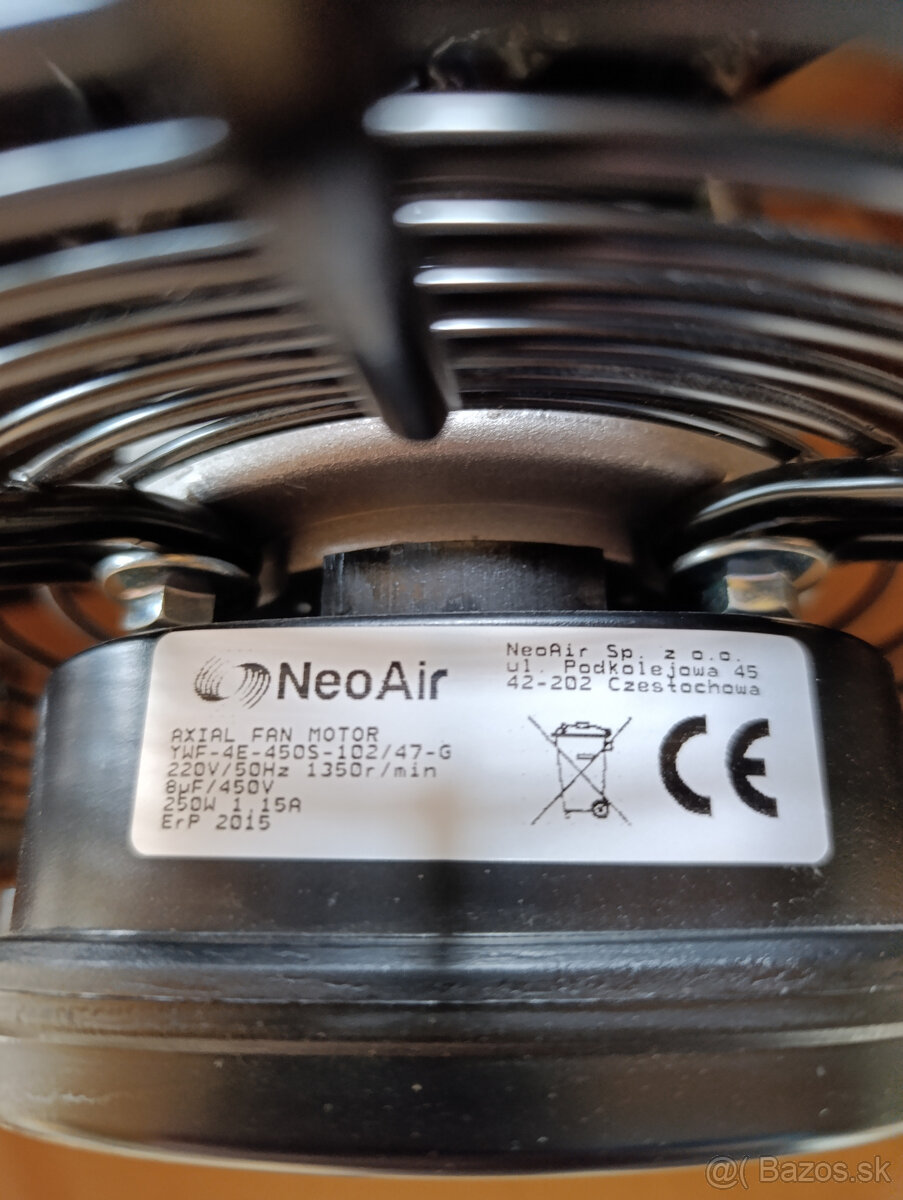 NeoAir
NeoAir Sp. z o.o.
ul. Podkolejowa 45
42-202 Czestochowa
AXIAL FAN MOTOR
YWF-4E-450S-102/47-G
220V/50Hz 1350r/min
8µF/450V
250W 1.15A
ErP 2015
CE
@( Bazos.sk